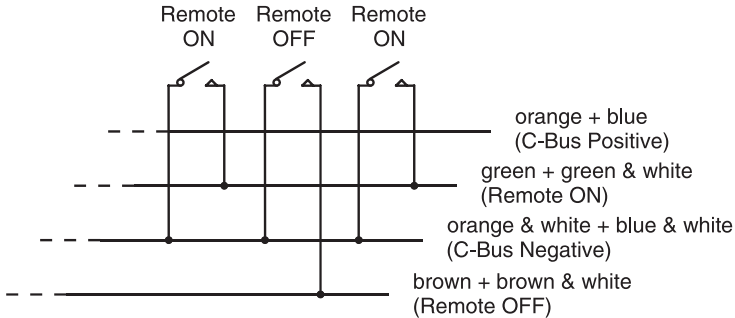 Remote ON
Remote OFF
Remote ON
orange + blue
(C-Bus Positive)
green + green & white
(Remote ON)
orange & white + blue & white
(C-Bus Negative)
brown + brown & white
(Remote OFF)